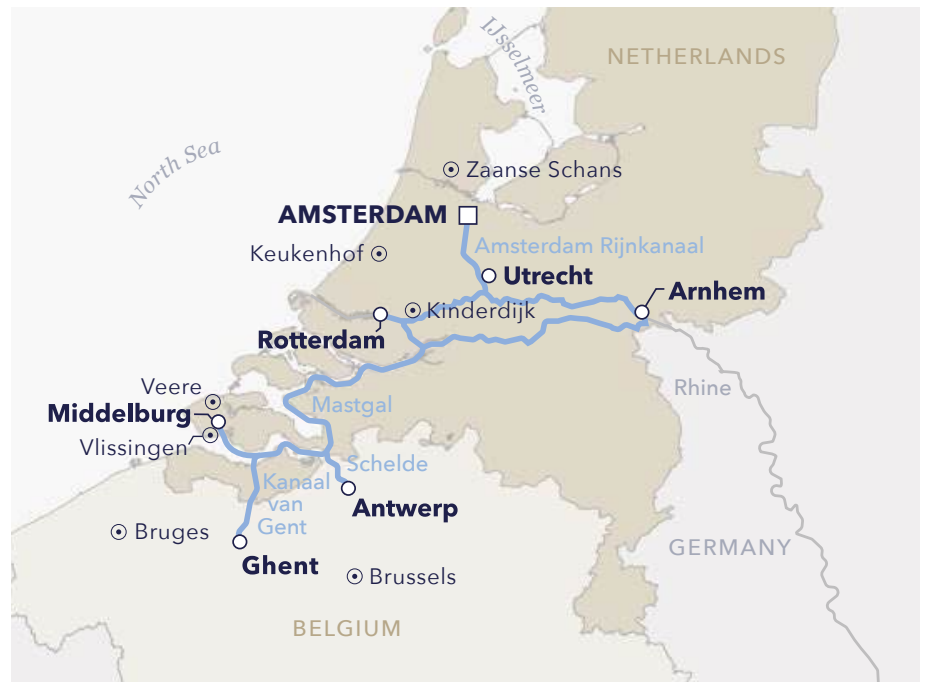 IJsselmeer
NETHERLANDS
North Sea
Zaanse Schans
AMSTERDAM
Keukenhof
Amsterdam Rijnkanaal
Utrecht
Arnhem
Kinderdijk
Rotterdam
Veere
Rhine
Middelburg
Mastgal
Vlissingen
Schelde
Kanaal
van
Gent
Antwerp
Bruges
GERMANY
Ghent
Brussels
BELGIUM